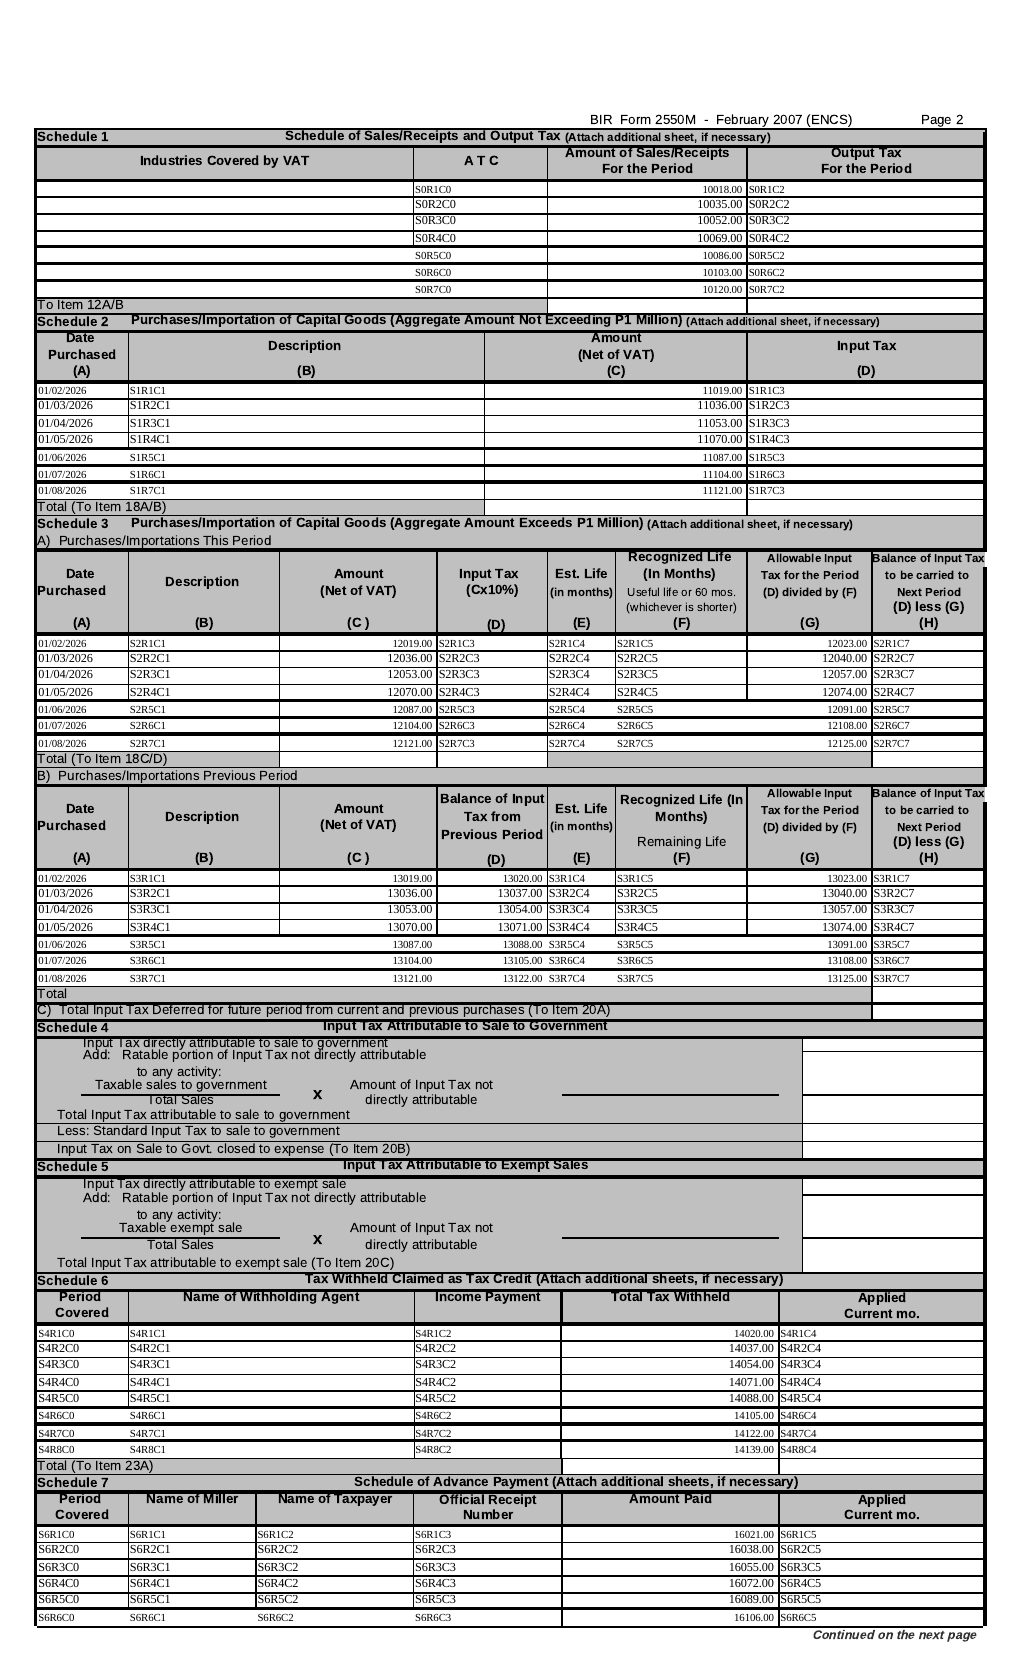 BIR Form 2550M - February 2007 (ENCS) Page 2
Schedule 1 Schedule of Sales/Receipts and Output Tax (Attach additional sheet, if necessary)
Industries Covered by VAT A T C Amount of Sales/Receipts For the Period Output Tax For the Period
S0R1C0 10018.00 S0R1C2
S0R2C0 10035.00 S0R2C2
S0R3C0 10052.00 S0R3C2
S0R4C0 10069.00 S0R4C2
S0R5C0 10086.00 S0R5C2
S0R6C0 10103.00 S0R6C2
S0R7C0 10120.00 S0R7C2
To Item 12A/B
Schedule 2 Purchases/Importation of Capital Goods (Aggregate Amount Not Exceeding P1 Million) (Attach additional sheet, if necessary)
Date Purchased (A) Description (B) Amount (Net of VAT) (C) Input Tax (D)
01/02/2026 S1R1C1 11019.00 S1R1C3
01/03/2026 S1R2C1 11036.00 S1R2C3
01/04/2026 S1R3C1 11053.00 S1R3C3
01/05/2026 S1R4C1 11070.00 S1R4C3
01/06/2026 S1R5C1 11087.00 S1R5C3
01/07/2026 S1R6C1 11104.00 S1R6C3
01/08/2026 S1R7C1 11121.00 S1R7C3
Total (To Item 18A/B)
Schedule 3 Purchases/Importation of Capital Goods (Aggregate Amount Exceeds P1 Million) (Attach additional sheet, if necessary)
A) Purchases/Importations This Period
Date Purchased (A) Description (B) Amount (Net of VAT) (C ) Input Tax (Cx10%) (D) Est. Life (in months) (E) Recognized Life (In Months) Useful life or 60 mos. (whichever is shorter) (F) Allowable Input Tax for the Period (D) divided by (F) (G) Balance of Input Tax to be carried to Next Period (D) less (G) (H)
01/02/2026 S2R1C1 12019.00 S2R1C3 S2R1C4 S2R1C5 12023.00 S2R1C7
01/03/2026 S2R2C1 12036.00 S2R2C3 S2R2C4 S2R2C5 12040.00 S2R2C7
01/04/2026 S2R3C1 12053.00 S2R3C3 S2R3C4 S2R3C5 12057.00 S2R3C7
01/05/2026 S2R4C1 12070.00 S2R4C3 S2R4C4 S2R4C5 12074.00 S2R4C7
01/06/2026 S2R5C1 12087.00 S2R5C3 S2R5C4 S2R5C5 12091.00 S2R5C7
01/07/2026 S2R6C1 12104.00 S2R6C3 S2R6C4 S2R6C5 12108.00 S2R6C7
01/08/2026 S2R7C1 12121.00 S2R7C3 S2R7C4 S2R7C5 12125.00 S2R7C7
Total (To Item 18C/D)
B) Purchases/Importations Previous Period
Date Purchased (A) Description (B) Amount (Net of VAT) (C ) Balance of Input Tax from Previous Period (D) Est. Life (in months) (E) Recognized Life (In Months) Remaining Life (F) Allowable Input Tax for the Period (D) divided by (F) (G) Balance of Input Tax to be carried to Next Period (D) less (G) (H)
01/02/2026 S3R1C1 13019.00 13020.00 S3R1C4 S3R1C5 13023.00 S3R1C7
01/03/2026 S3R2C1 13036.00 13037.00 S3R2C4 S3R2C5 13040.00 S3R2C7
01/04/2026 S3R3C1 13053.00 13054.00 S3R3C4 S3R3C5 13057.00 S3R3C7
01/05/2026 S3R4C1 13070.00 13071.00 S3R4C4 S3R4C5 13074.00 S3R4C7
01/06/2026 S3R5C1 13087.00 13088.00 S3R5C4 S3R5C5 13091.00 S3R5C7
01/07/2026 S3R6C1 13104.00 13105.00 S3R6C4 S3R6C5 13108.00 S3R6C7
01/08/2026 S3R7C1 13121.00 13122.00 S3R7C4 S3R7C5 13125.00 S3R7C7
Total
C) Total Input Tax Deferred for future period from current and previous purchases (To Item 20A)
Schedule 4 Input Tax Attributable to Sale to Government
Input Tax directly attributable to sale to government
Add: Ratable portion of Input Tax not directly attributable
to any activity:
Taxable sales to government X Amount of Input Tax not
Total Sales directly attributable
Total Input Tax attributable to sale to government
Less: Standard Input Tax to sale to government
Input Tax on Sale to Govt. closed to expense (To Item 20B)
Schedule 5 Input Tax Attributable to Exempt Sales
Input Tax directly attributable to exempt sale
Add: Ratable portion of Input Tax not directly attributable
to any activity:
Taxable exempt sale X Amount of Input Tax not
Total Sales directly attributable
Total Input Tax attributable to exempt sale (To Item 20C)
Schedule 6 Tax Withheld Claimed as Tax Credit (Attach additional sheets, if necessary)
Period Covered Name of Withholding Agent Income Payment Total Tax Withheld Applied Current mo.
S4R1C0 S4R1C1 S4R1C2 14020.00 S4R1C4
S4R2C0 S4R2C1 S4R2C2 14037.00 S4R2C4
S4R3C0 S4R3C1 S4R3C2 14054.00 S4R3C4
S4R4C0 S4R4C1 S4R4C2 14071.00 S4R4C4
S4R5C0 S4R5C1 S4R5C2 14088.00 S4R5C4
S4R6C0 S4R6C1 S4R6C2 14105.00 S4R6C4
S4R7C0 S4R7C1 S4R7C2 14122.00 S4R7C4
S4R8C0 S4R8C1 S4R8C2 14139.00 S4R8C4
Total (To Item 23A)
Schedule 7 Schedule of Advance Payment (Attach additional sheets, if necessary)
Period Covered Name of Miller Name of Taxpayer Official Receipt Number Amount Paid Applied Current mo.
S6R1C0 S6R1C1 S6R1C2 S6R1C3 16021.00 S6R1C5
S6R2C0 S6R2C1 S6R2C2 S6R2C3 16038.00 S6R2C5
S6R3C0 S6R3C1 S6R3C2 S6R3C3 16055.00 S6R3C5
S6R4C0 S6R4C1 S6R4C2 S6R4C3 16072.00 S6R4C5
S6R5C0 S6R5C1 S6R5C2 S6R5C3 16089.00 S6R5C5
S6R6C0 S6R6C1 S6R6C2 S6R6C3 16106.00 S6R6C5
Continued on the next page